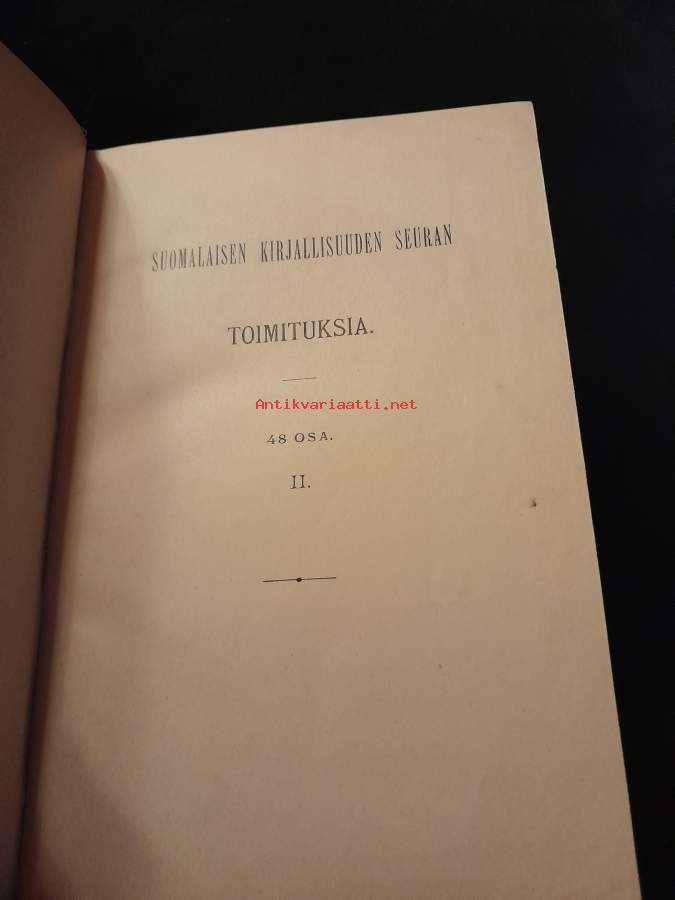 SUOMALAISEN KIRJALLISUUDEN SEURAN
TOIMITUKSIA.
Antikvariaatti.net
48 OSA.
II.